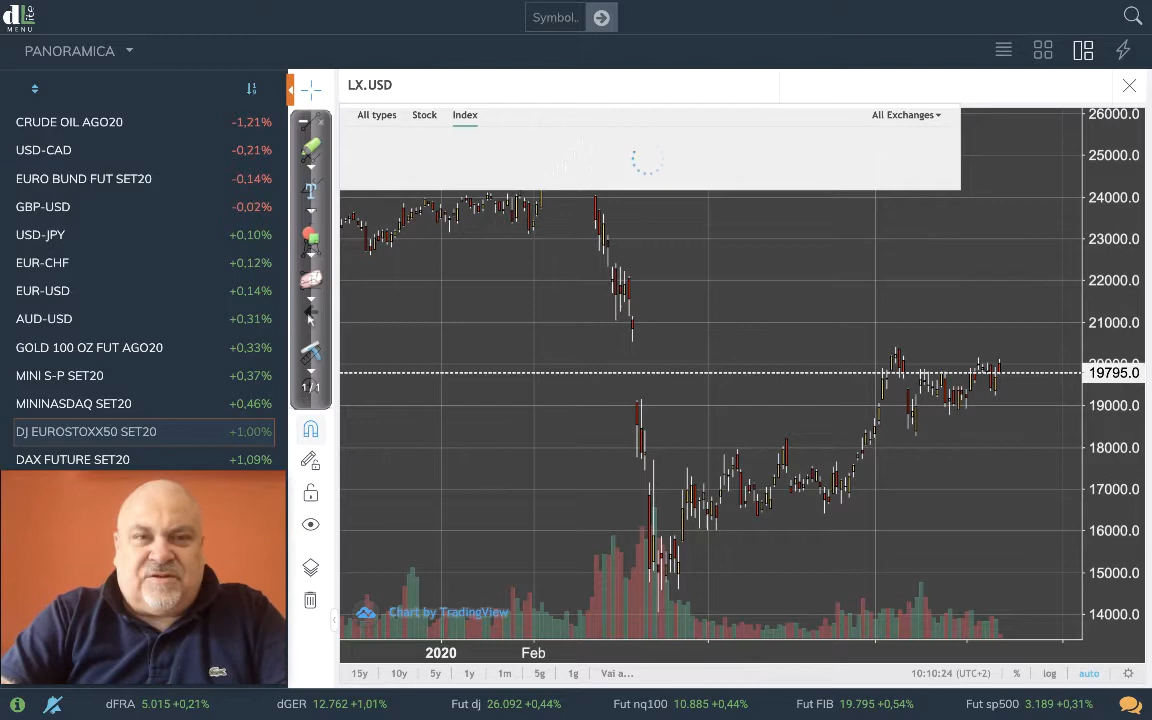 dLite
MENU
Symbol..
PANORAMICA
CRUDE OIL AGO20 -1,21%
USD-CAD -0,21%
EURO BUND FUT SET20 -0,14%
GBP-USD -0,02%
USD-JPY +0,10%
EUR-CHF +0,12%
EUR-USD +0,14%
AUD-USD +0,31%
GOLD 100 OZ FUT AGO20 +0,33%
MINI S-P SET20 +0,37%
MININASDAQ SET20 +0,46%
DJ EUROSTOXX50 SET20 +1,00%
DAX FUTURE SET20 +1,09%
T
1/1
LX.USD
All types Stock Index All Exchanges
26000.0
25000.0
24000.0
23000.0
22000.0
21000.0
20000.0
19795.0
19000.0
18000.0
17000.0
16000.0
15000.0
14000.0
Chart by TradingView
2020 Feb
15y 10y 5y 1y 1m 5g 1g Vai a... 10:10:24 (UTC+2) % log auto
dFRA 5.015 +0,21% dGER 12.762 +1,01% Fut dj 26.092 +0,44% Fut nq100 10.885 +0,44% Fut FIB 19.795 +0,54% Fut sp500 3.189 +0,31%